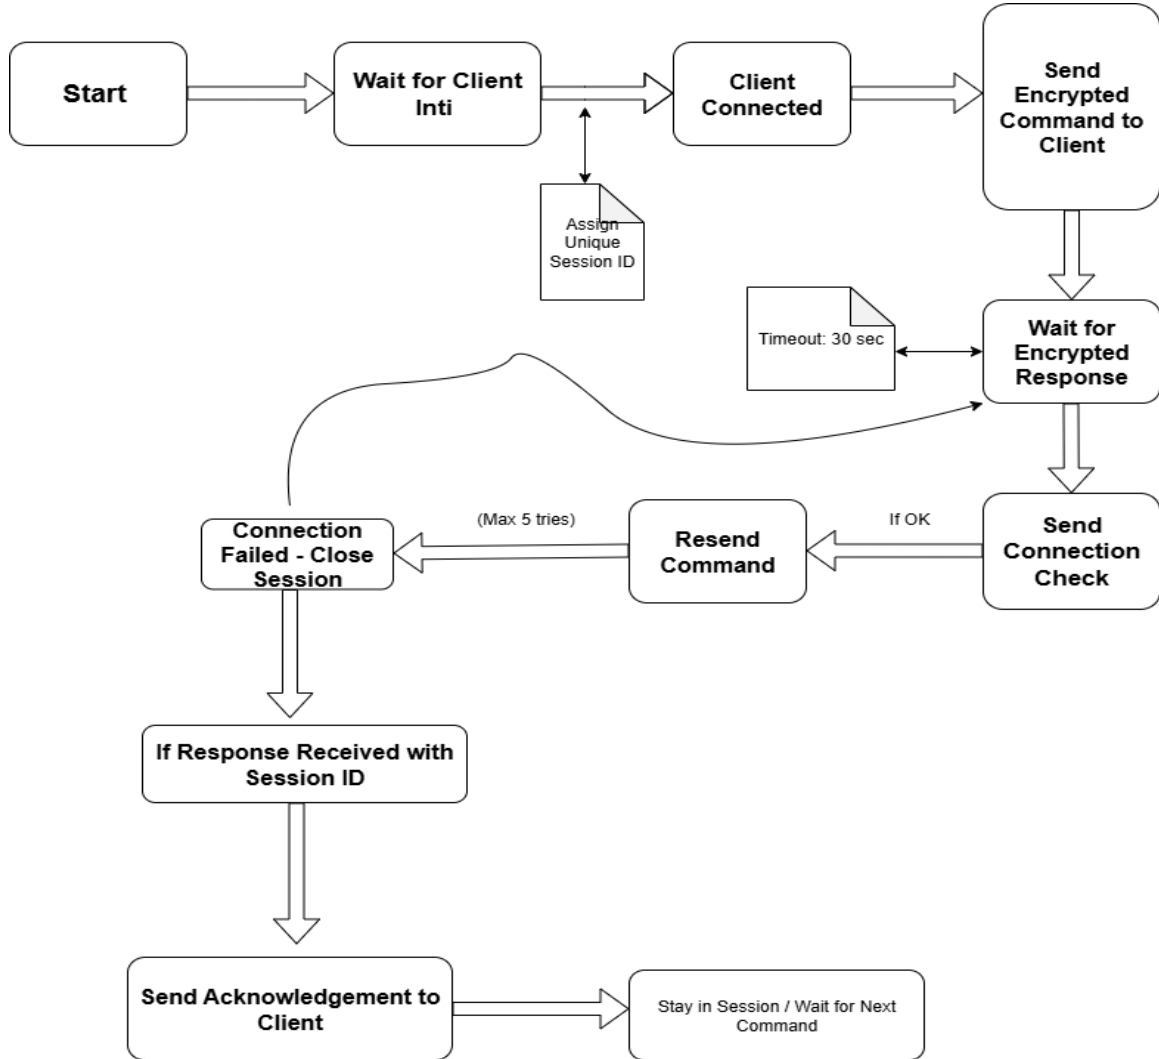 Start
Wait for Client
Inti
Client
Connected
Send
Encrypted
Command to
Client
Assign
Unique
Session ID
Timeout: 30 sec
Wait for
Encrypted
Response
Send
Connection
Check
If OK
Resend
Command
(Max 5 tries)
Connection
Failed - Close
Session
If Response Received with
Session ID
Send Acknowledgement to
Client
Stay in Session / Wait for Next
Command